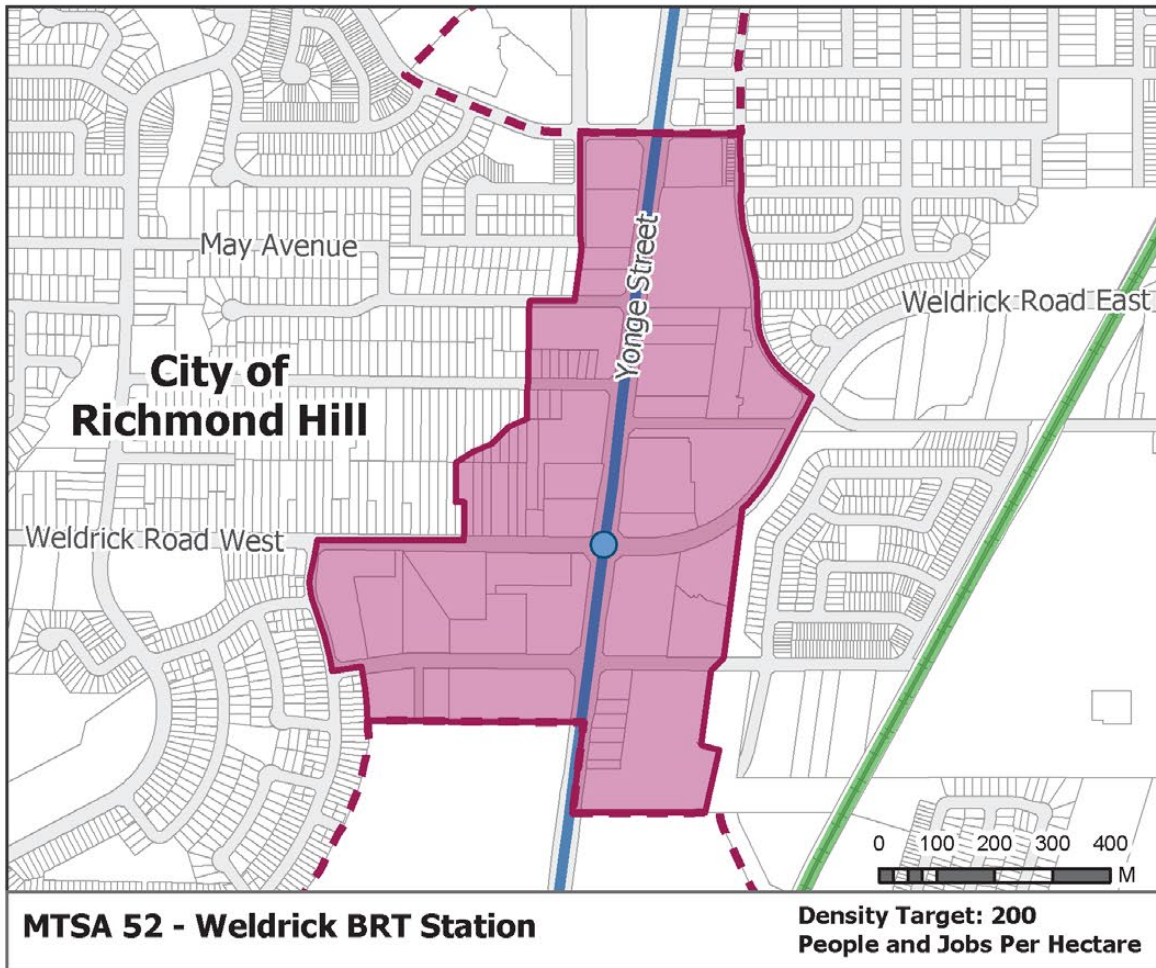 May Avenue
Yonge Street
Weldrick Road East
City of
Richmond Hill
Weldrick Road West
0 100 200 300 400
M
MTSA 52 - Weldrick BRT Station
Density Target: 200
People and Jobs Per Hectare